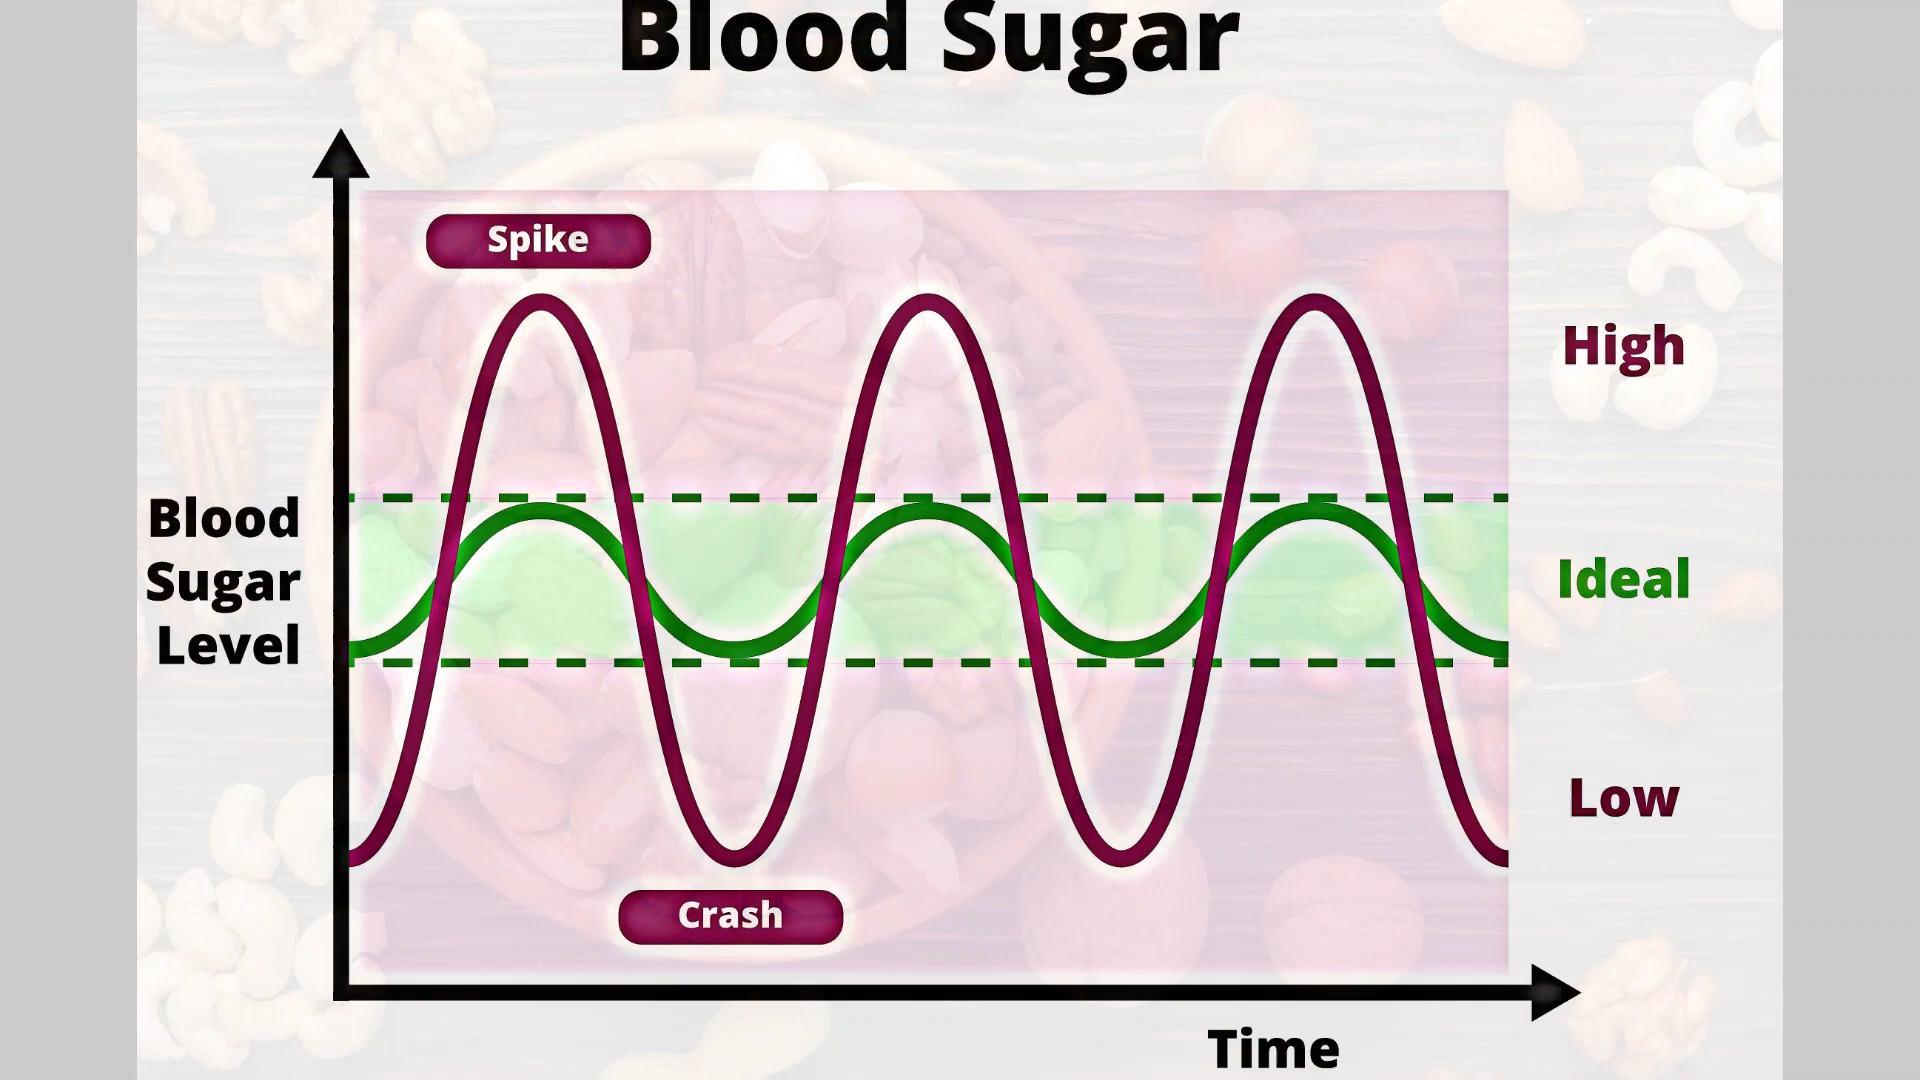 Blood Sugar
Spike
High
Blood
Sugar
Level
Ideal
Low
Crash
Time